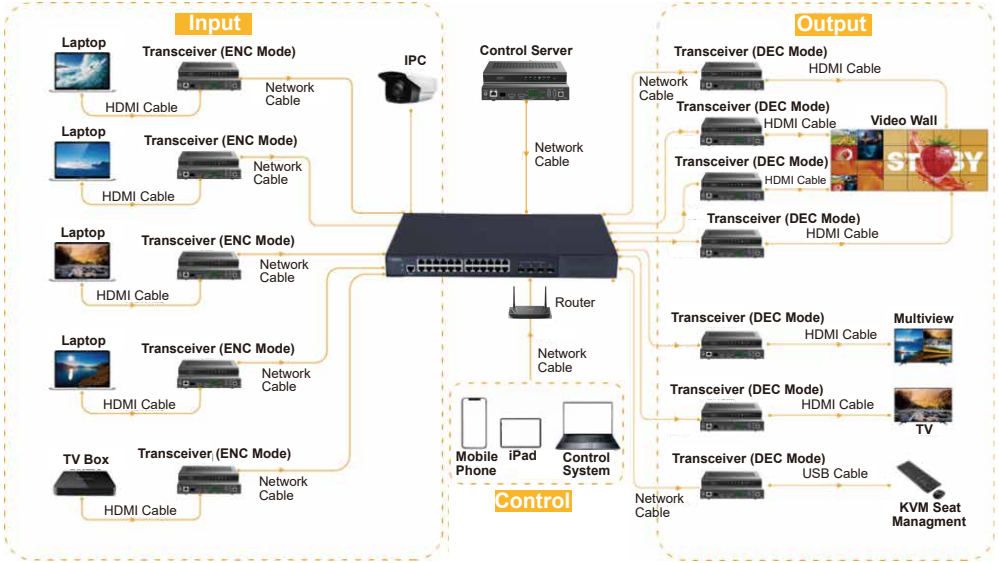 Input
Laptop
Transceiver (ENC Mode)
HDMI Cable
Network
Cable
Laptop
Transceiver (ENC Mode)
HDMI Cable
Network
Cable
Laptop
Transceiver (ENC Mode)
HDMI Cable
Network
Cable
Laptop
Transceiver (ENC Mode)
HDMI Cable
Network
Cable
TV Box
Transceiver (ENC Mode)
HDMI Cable
Network
Cable
IPC
Control Server
Network
Cable
Router
Network
Cable
Mobile
Phone
iPad
Control
System
Control
Output
Transceiver (DEC Mode)
HDMI Cable
Network
Cable
Transceiver (DEC Mode)
HDMI Cable
Video Wall
Transceiver (DEC Mode)
HDMI Cable
Transceiver (DEC Mode)
HDMI Cable
Transceiver (DEC Mode)
HDMI Cable
Multiview
Transceiver (DEC Mode)
HDMI Cable
TV
Transceiver (DEC Mode)
USB Cable
Network
Cable
KVM Seat
Managment